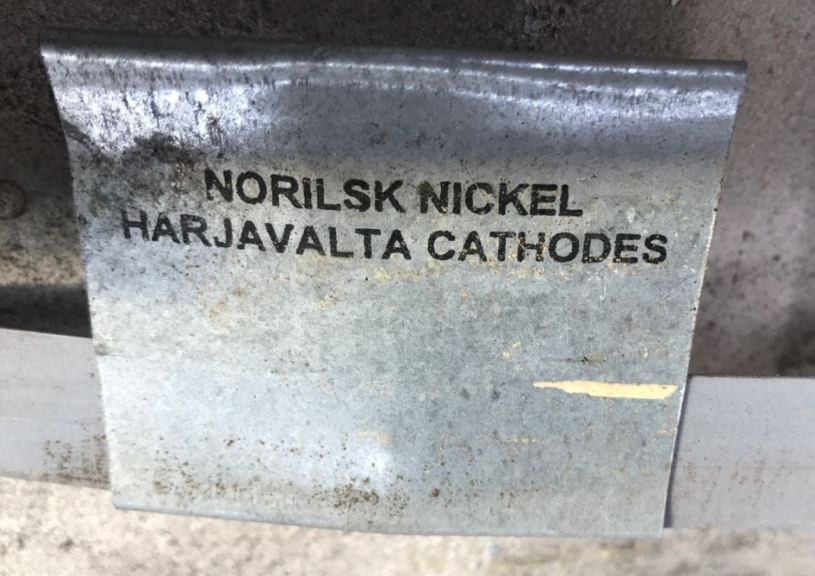 NORILSK NICKEL
HARJAVALTA CATHODES